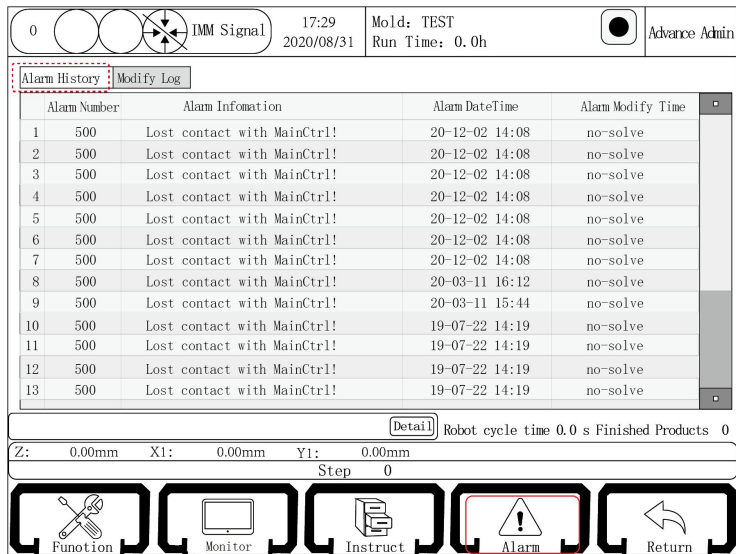 0 IMM Signal 17:29 Mold: TEST Advance Admin
2020/08/31 Run Time: 0.0h
Alarm History Modify Log
Alarm Number Alarm Infomation Alarm DateTime Alarm Modify Time
1 500 Lost contact with MainCtrl! 20-12-02 14:08 no-solve
2 500 Lost contact with MainCtrl! 20-12-02 14:08 no-solve
3 500 Lost contact with MainCtrl! 20-12-02 14:08 no-solve
4 500 Lost contact with MainCtrl! 20-12-02 14:08 no-solve
5 500 Lost contact with MainCtrl! 20-12-02 14:08 no-solve
6 500 Lost contact with MainCtrl! 20-12-02 14:08 no-solve
7 500 Lost contact with MainCtrl! 20-12-02 14:08 no-solve
8 500 Lost contact with MainCtrl! 20-03-11 16:12 no-solve
9 500 Lost contact with MainCtrl! 20-03-11 15:44 no-solve
10 500 Lost contact with MainCtrl! 19-07-22 14:19 no-solve
11 500 Lost contact with MainCtrl! 19-07-22 14:19 no-solve
12 500 Lost contact with MainCtrl! 19-07-22 14:19 no-solve
13 500 Lost contact with MainCtrl! 19-07-22 14:19 no-solve
Detail Robot cycle time 0.0 s Finished Products 0
Z: 0.00mm X1: 0.00mm Y1: 0.00mm
Step 0
Funotion Monitor Instruct Alarm Return